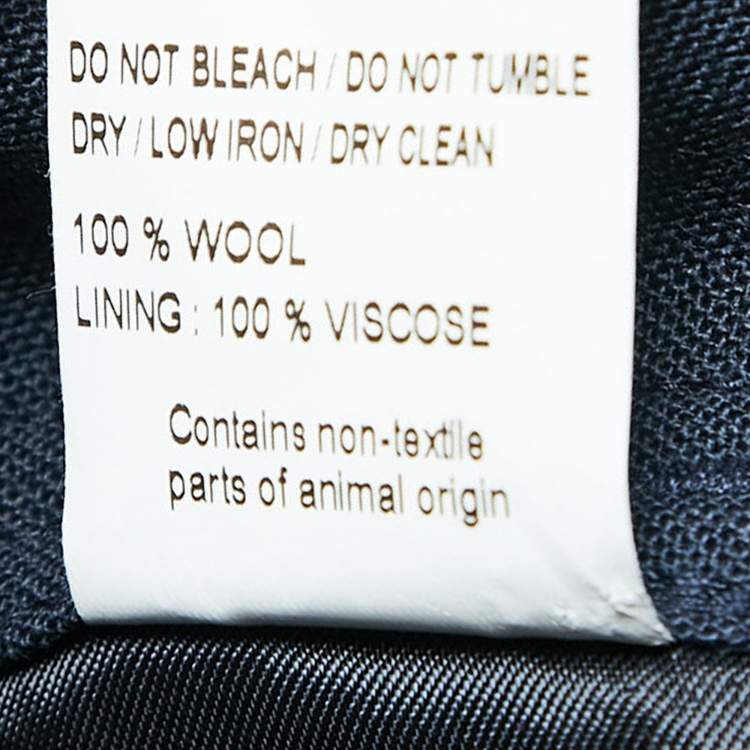 DO NOT BLEACH / DO NOT TUMBLE
DRY / LOW IRON / DRY CLEAN
100 % WOOL
LINING : 100 % VISCOSE
Contains non-textile
parts of animal origin